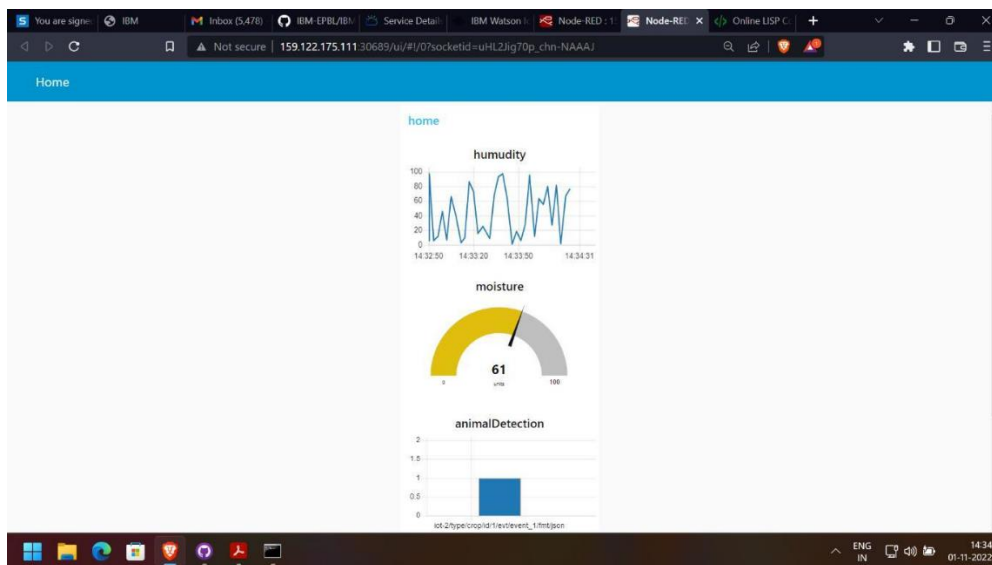 You are signe
IBM
Inbox (5,478)
IBM-EPBL/IBM
Service Detail
IBM Watson Io
Node-RED : 1
Node-RED
Online LISP C
Not secure
159.122.175.111:30689/ui/#!/0?socketid=uHL2Jig70p_chn-NAAAJ
Home
home
humudity
100
80
60
40
20
0
14:32:50 14:33:20 14:33:50 14:34:31
moisture
61
units
0
100
animalDetection
2
1.5
1
0.5
0
iot-2/type/crop/id/1/evt/event_1/fmt/json
ENG
IN
14:34
01-11-2022